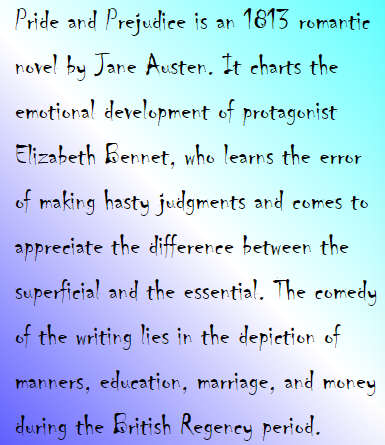 Pride and Prejudice is an 1813 romantic
novel by Jane Austen. It charts the
emotional development of protagonist
Elizabeth Bennet, who learns the error
of making hasty judgments and comes to
appreciate the difference between the
superficial and the essential. The comedy
of the writing lies in the depiction of
manners, education, marriage, and money
during the British Regency period.